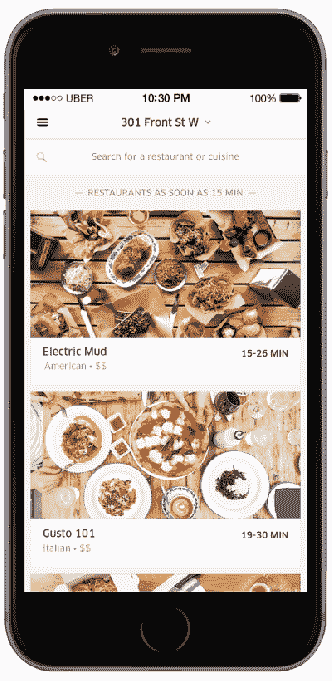 UBER 10:30 PM 100%
301 Front St W
Search for a restaurant or cuisine
RESTAURANTS AS SOON AS 15 MIN
Electric Mud 15-25 MIN
American • $$
Gusto 101 19-30 MIN
Italian • $$